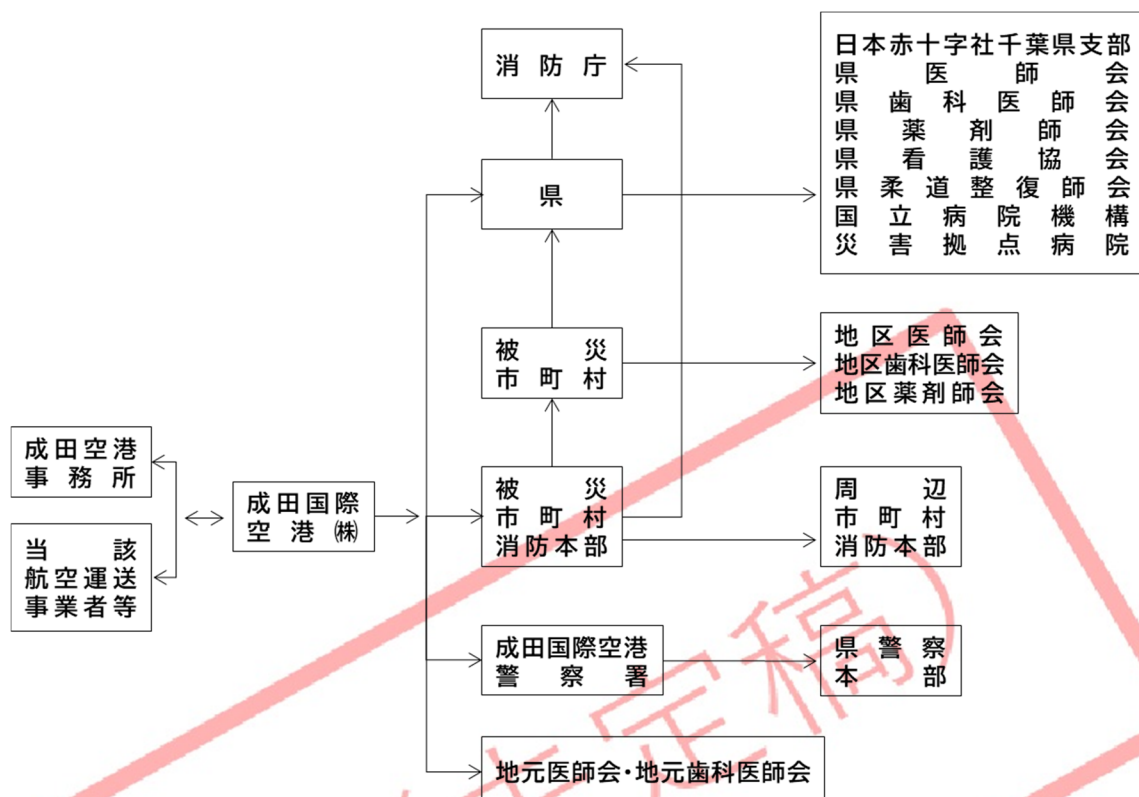 消防庁
日本赤十字社千葉県支部
県医師会
県歯科医師会
県薬剤師会
県看護協会
県柔道整復師会
国立病院機構
災害拠点病院
県
被災
市町村
地区医師会
地区歯科医師会
地区薬剤師会
成田空港
事務所
成田国際
空港㈱
当該
航空運送
事業者等
被災
市町村
消防本部
周辺
市町村
消防本部
成田国際空港
警察署
県警察
本部
地元医師会・地元歯科医師会
定稿）